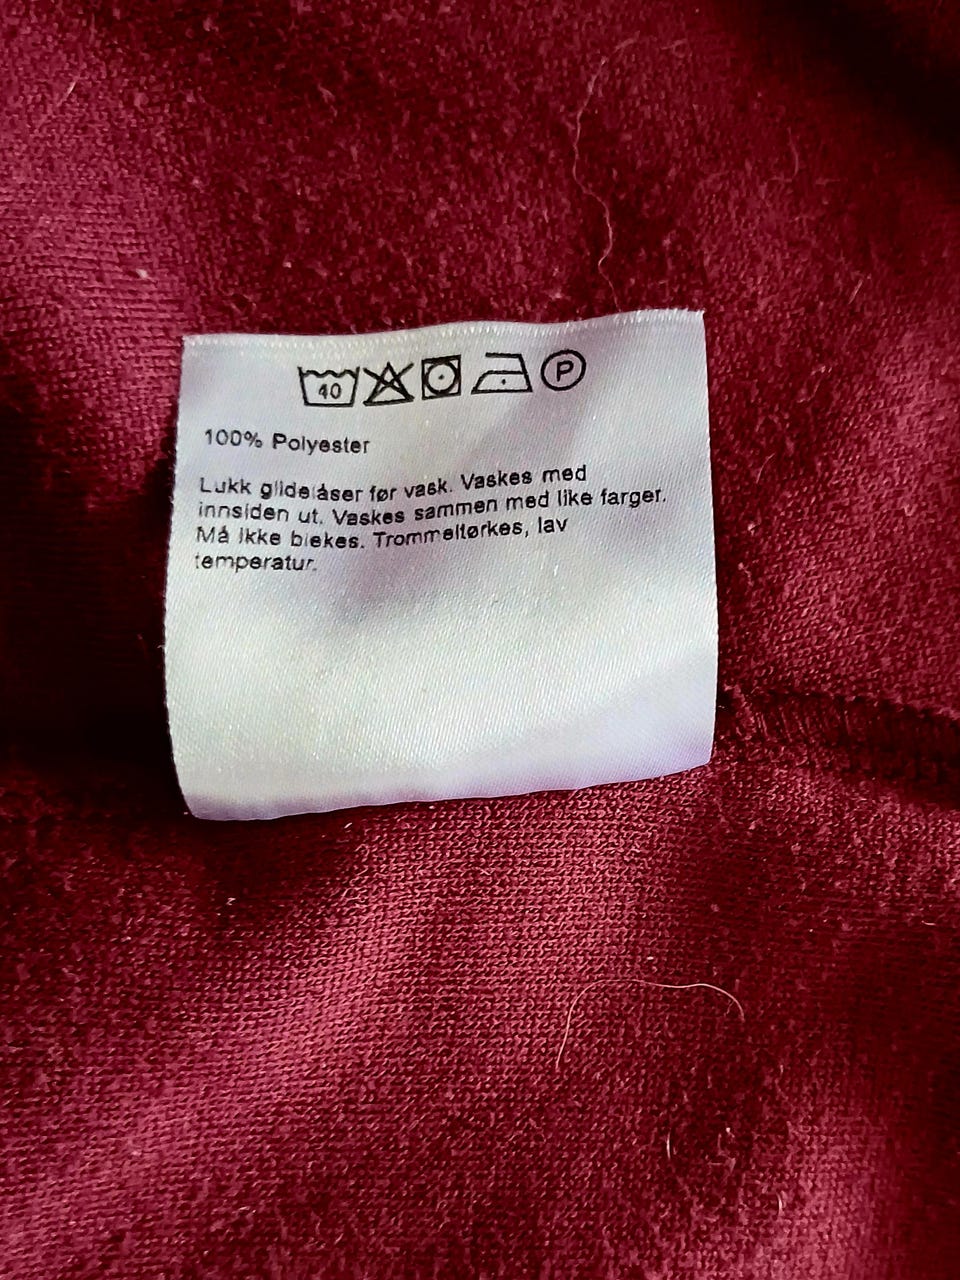 40 P
100% Polyester
Lukk glidelåser før vask. Vaskes med
innsiden ut. Vaskes sammen med like farger.
Må ikke blekes. Trommeltørkes, lav
temperatur.